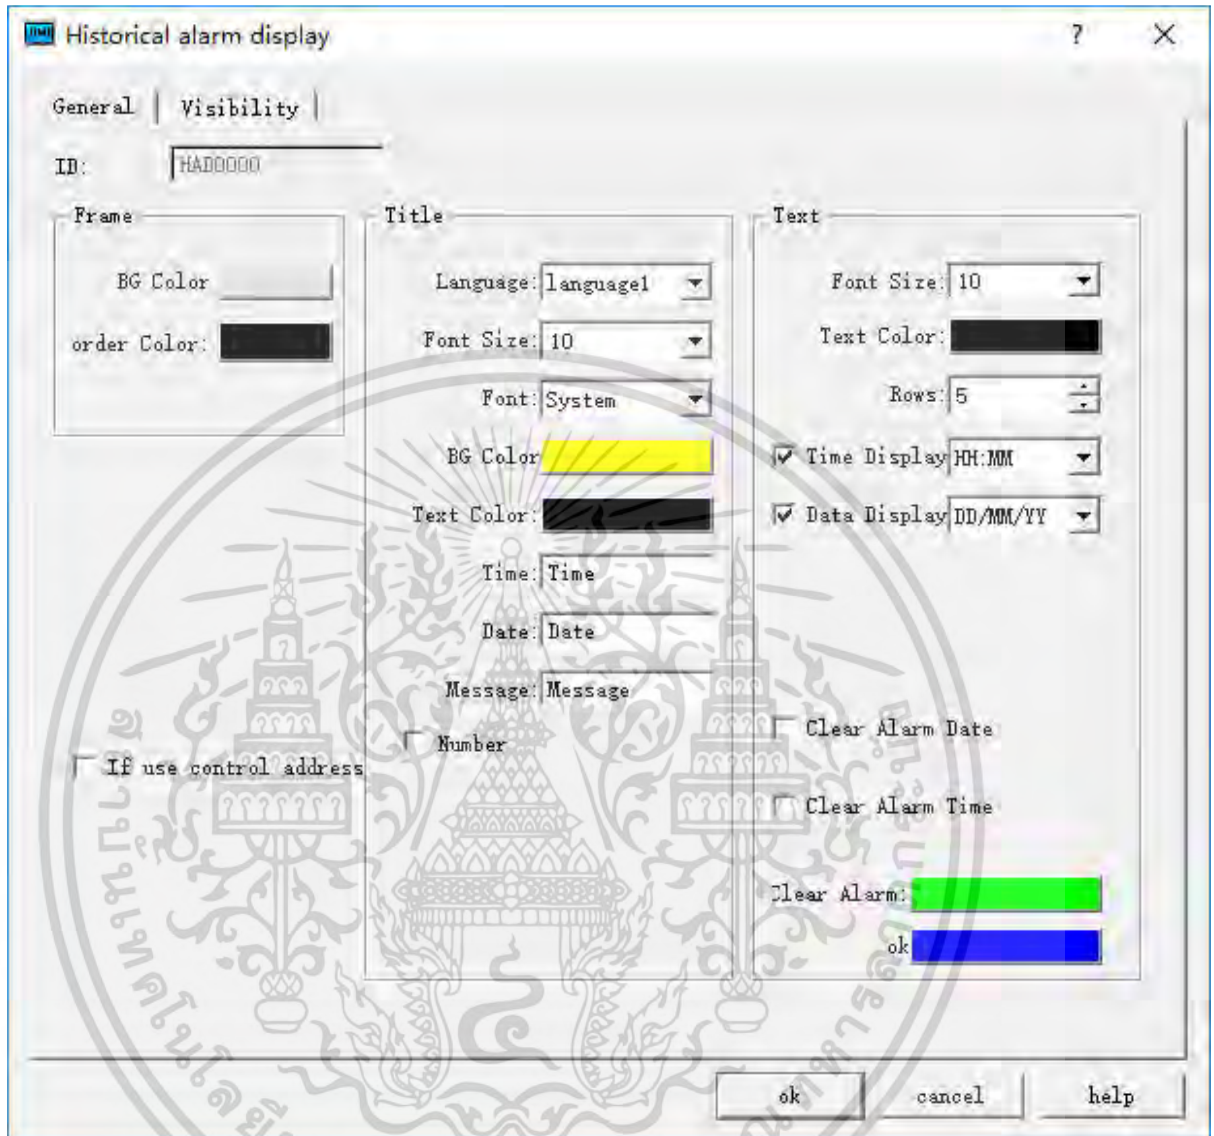 Historical alarm display
?
General
Visibility
ID: HAD0000
Frame
BG Color
order Color:
If use control address
Title
Language: language1
Font Size: 10
Font: System
BG Color
Text Color:
Time: Time
Date: Date
Message: Message
Number
Text
Font Size: 10
Text Color:
Rows: 5
Time Display HH:MM
Data Display DD/MM/YY
Clear Alarm Date
Clear Alarm Time
Clear Alarm:
ok
ok
cancel
help